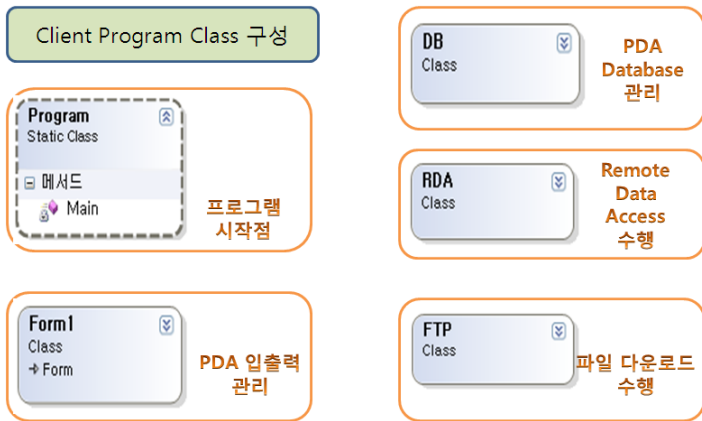 Client Program Class 구성
Program
Static Class
메서드
Main
프로그램
시작점
Form1
Class
Form
PDA 입출력
관리
DB
Class
PDA
Database
관리
RDA
Class
Remote
Data
Access
수행
FTP
Class
파일 다운로드
수행